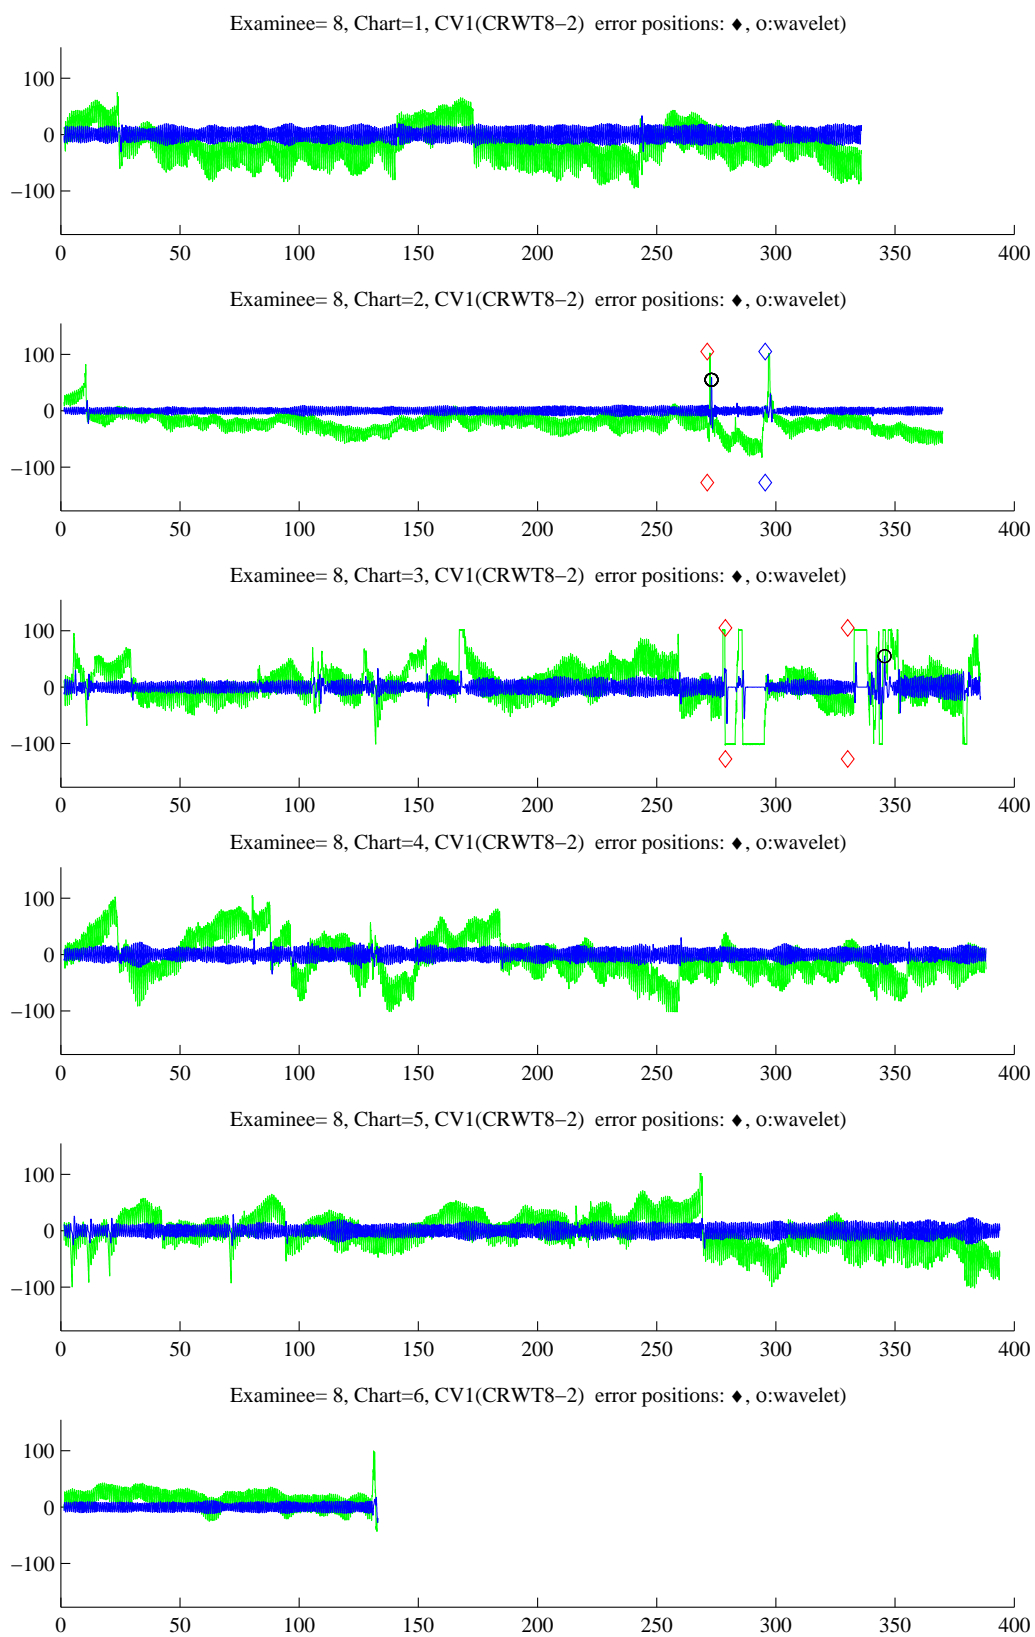 Examinee= 8, Chart=1, CV1(CRWT8−2) error positions: ♦, o:wavelet)
100
0
−100
0 50 100 150 200 250 300 350 400
Examinee= 8, Chart=2, CV1(CRWT8−2) error positions: ♦, o:wavelet)
100
0
−100
0 50 100 150 200 250 300 350 400
Examinee= 8, Chart=3, CV1(CRWT8−2) error positions: ♦, o:wavelet)
100
0
−100
0 50 100 150 200 250 300 350 400
Examinee= 8, Chart=4, CV1(CRWT8−2) error positions: ♦, o:wavelet)
100
0
−100
0 50 100 150 200 250 300 350 400
Examinee= 8, Chart=5, CV1(CRWT8−2) error positions: ♦, o:wavelet)
100
0
−100
0 50 100 150 200 250 300 350 400
Examinee= 8, Chart=6, CV1(CRWT8−2) error positions: ♦, o:wavelet)
100
0
−100
0 50 100 150 200 250 300 350 400